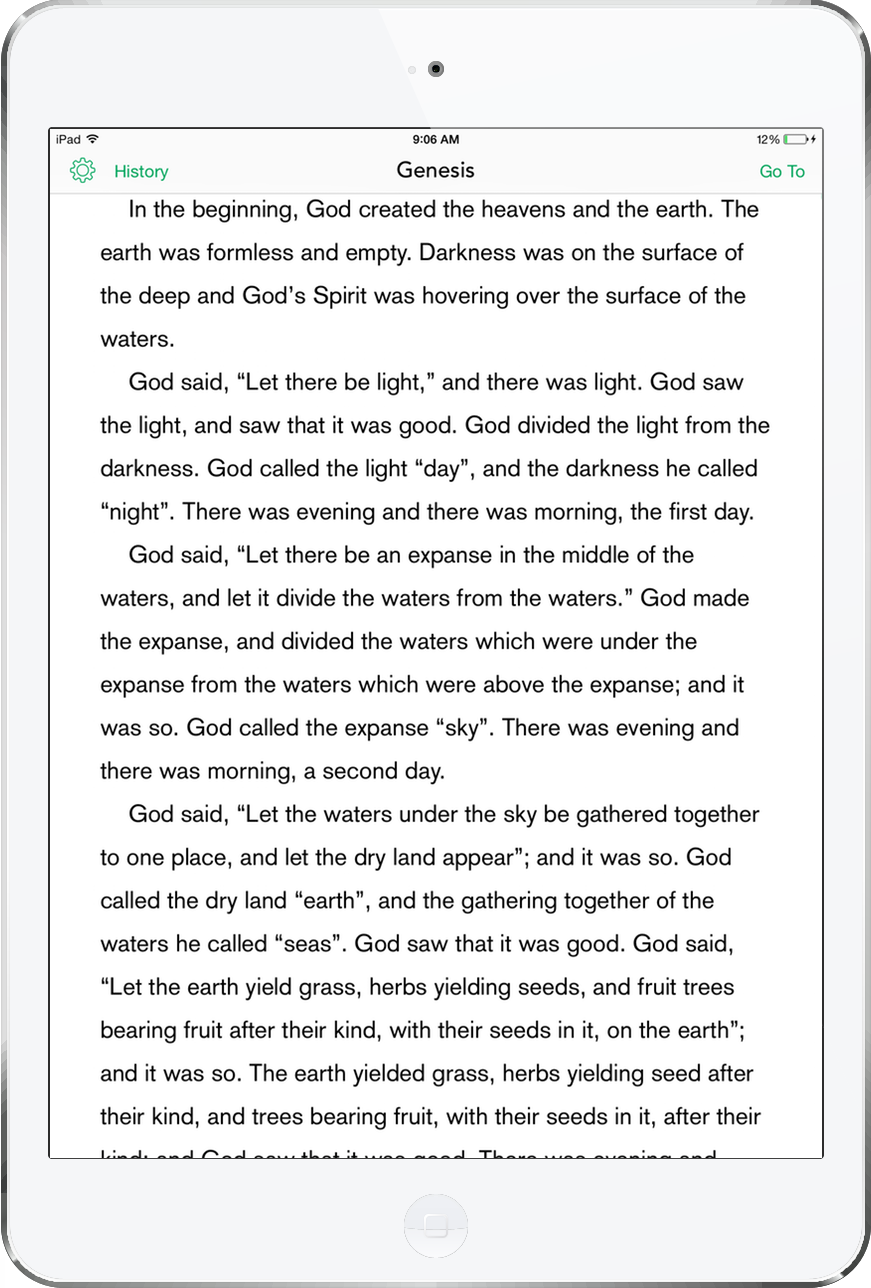 iPad 9:06 AM 12%
History Genesis Go To
In the beginning, God created the heavens and the earth. The
earth was formless and empty. Darkness was on the surface of
the deep and God’s Spirit was hovering over the surface of the
waters.
God said, “Let there be light,” and there was light. God saw
the light, and saw that it was good. God divided the light from the
darkness. God called the light “day”, and the darkness he called
“night”. There was evening and there was morning, the first day.
God said, “Let there be an expanse in the middle of the
waters, and let it divide the waters from the waters.” God made
the expanse, and divided the waters which were under the
expanse from the waters which were above the expanse; and it
was so. God called the expanse “sky”. There was evening and
there was morning, a second day.
God said, “Let the waters under the sky be gathered together
to one place, and let the dry land appear”; and it was so. God
called the dry land “earth”, and the gathering together of the
waters he called “seas”. God saw that it was good. God said,
“Let the earth yield grass, herbs yielding seeds, and fruit trees
bearing fruit after their kind, with their seeds in it, on the earth”;
and it was so. The earth yielded grass, herbs yielding seed after
their kind, and trees bearing fruit, with their seeds in it, after their
kind; and God saw that it was good. There was evening and